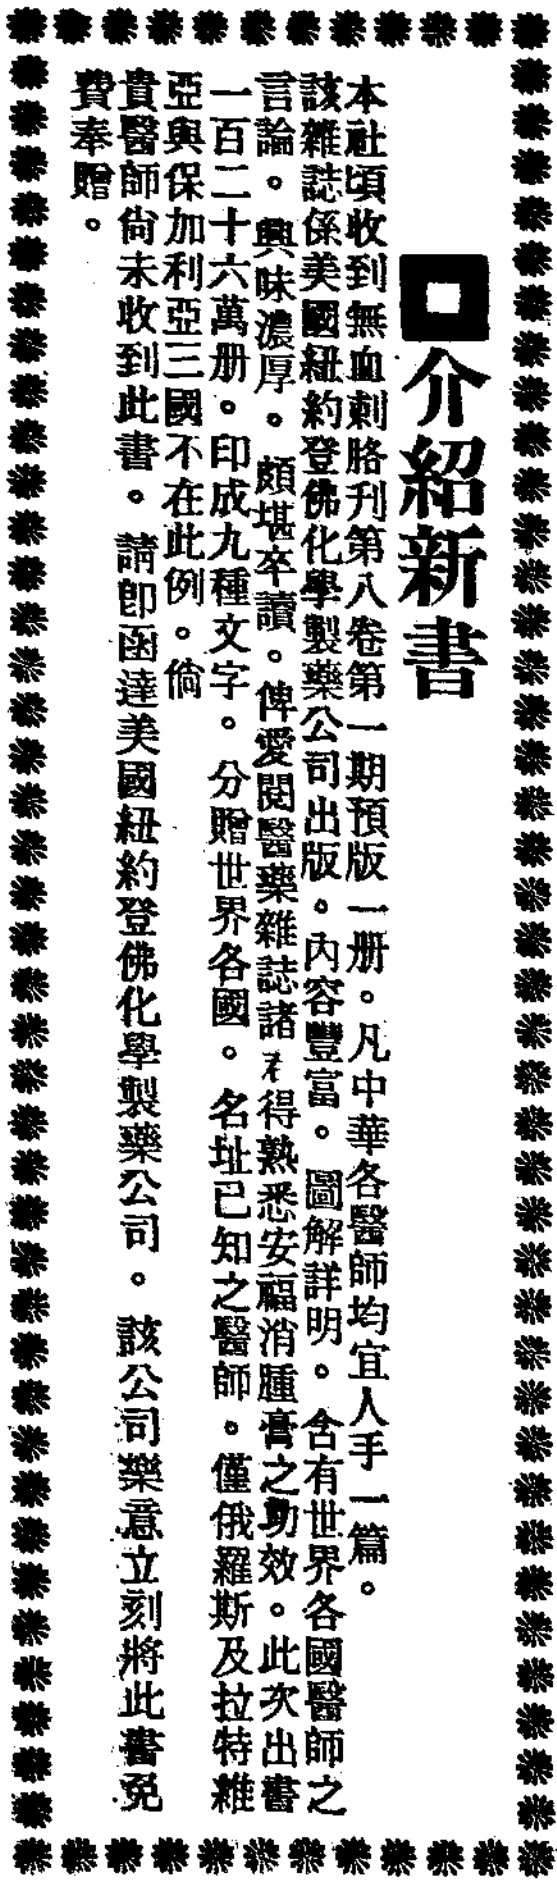 介紹新書
本社頃收到無血刺胳刋第八卷第一期預版一册。凡中華各醫師均宜人手一篇。
該雜誌係美國紐約登佛化學製藥公司出版。內容豐富。圖解詳明。含有世界各國醫師之
言論。興味濃厚。頗堪卒讀。俾愛閱醫藥雜誌諸君得熟悉安福消腫膏之効效。此次出書
一百二十六萬册。印成九種文字。分贈世界各國。名址已知之醫師。僅俄羅斯及拉特維
亞與保加利亞三國不在此例。倘
貴醫師尙未收到此書。請卽函達美國紐約登佛化學製藥公司。該公司樂意立刻將此書免
費奉贈。